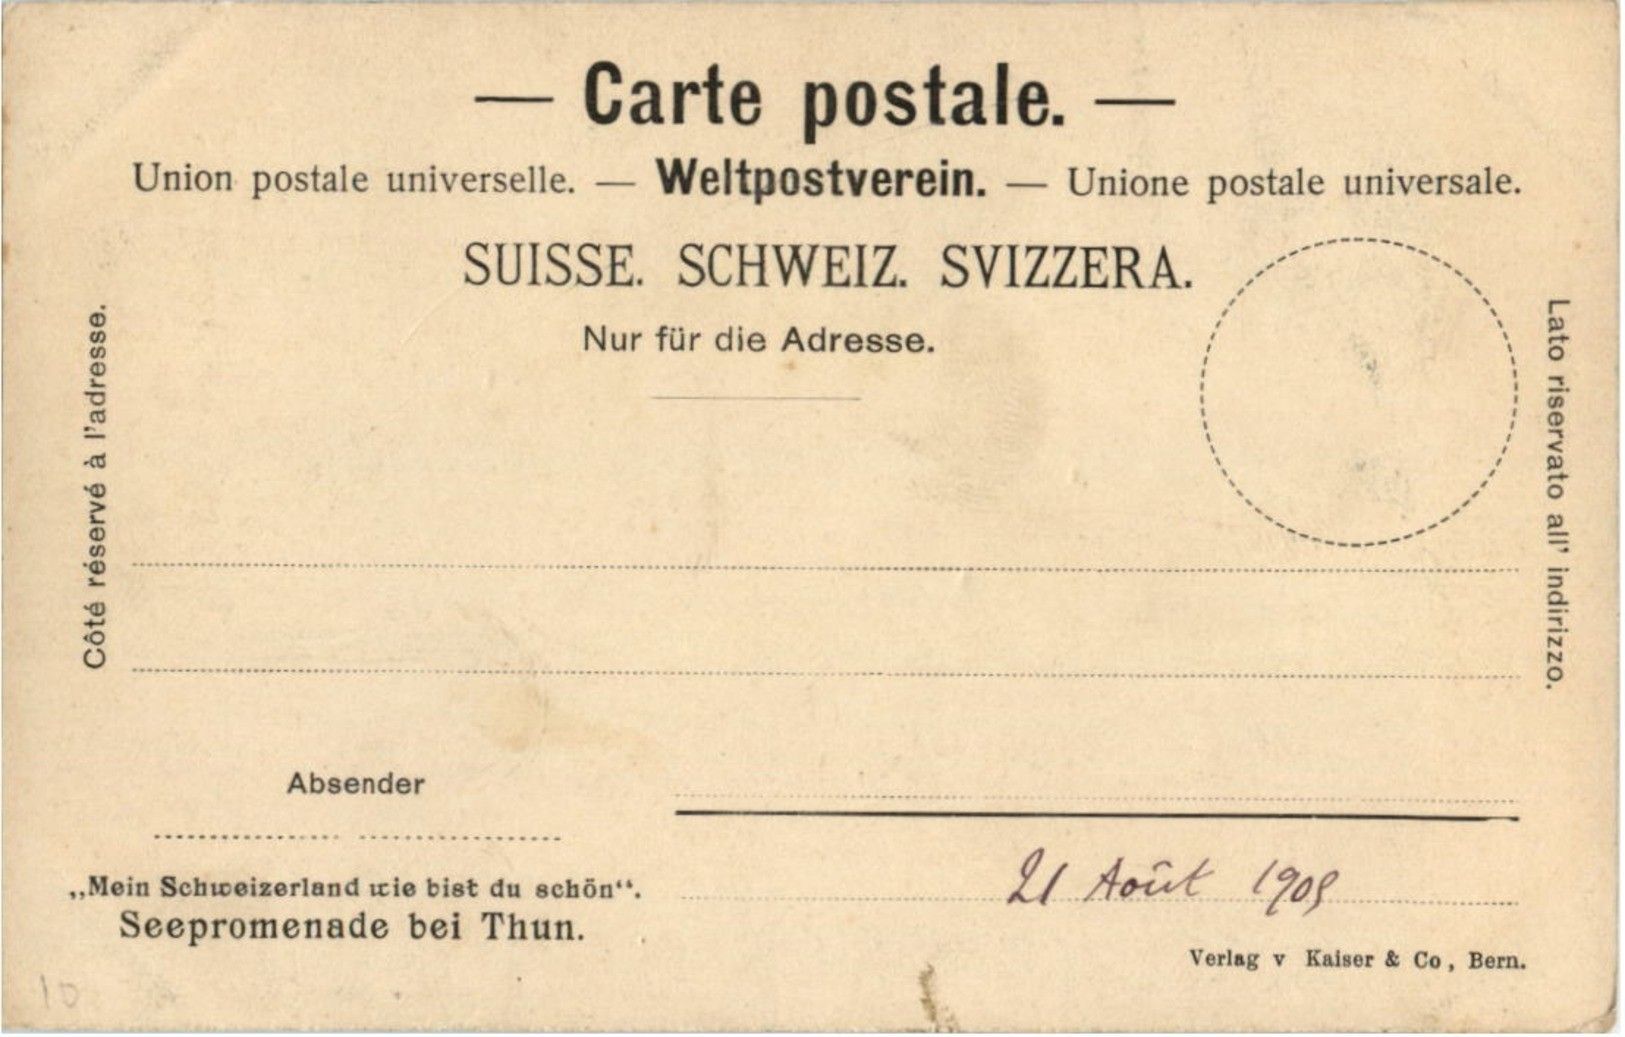 — Carte postale. —
Union postale universelle. — Weltpostverein. — Unione postale universale.
SUISSE. SCHWEIZ. SVIZZERA.
Nur für die Adresse.
Côté réservé à l'adresse.
Lato riservato all' indirizzo.
Absender
„Mein Schweizerland wie bist du schön“.
Seepromenade bei Thun.
21 Août 1905
Verlag v Kaiser & Co, Bern.
10